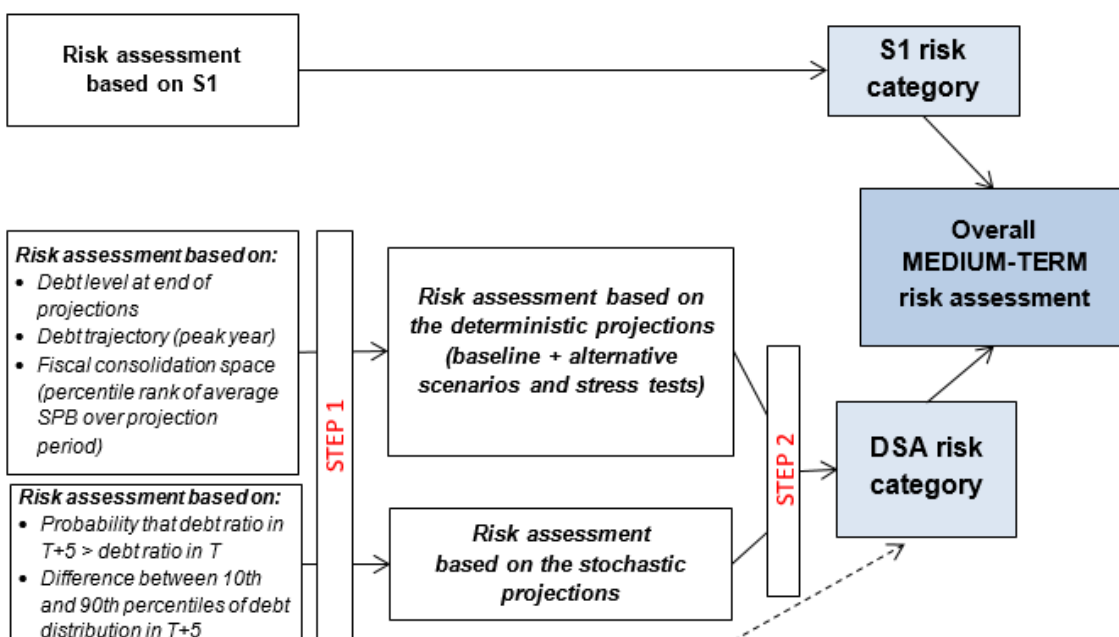 Risk assessment
based on S1
S1 risk
category
Overall
MEDIUM-TERM
risk assessment
Risk assessment based on:
• Debt level at end of
projections
• Debt trajectory (peak year)
• Fiscal consolidation space
(percentile rank of average
SPB over projection
period)
STEP 1
Risk assessment based on
the deterministic projections
(baseline + alternative
scenarios and stress tests)
STEP 2
DSA risk
category
Risk assessment based on:
• Probability that debt ratio in
T+5 > debt ratio in T
• Difference between 10th
and 90th percentiles of debt
distribution in T+5
Risk assessment
based on the stochastic
projections